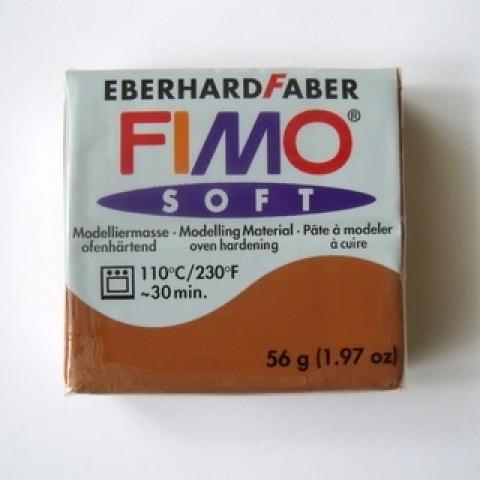 EBERHARDFABER
FIMO®
SOFT
Modelliermasse · Modelling Material · Pâte à modeler
ofenhärtend oven hardening à cuire
110°C/230°F
~30 min.
56 g (1.97 oz)